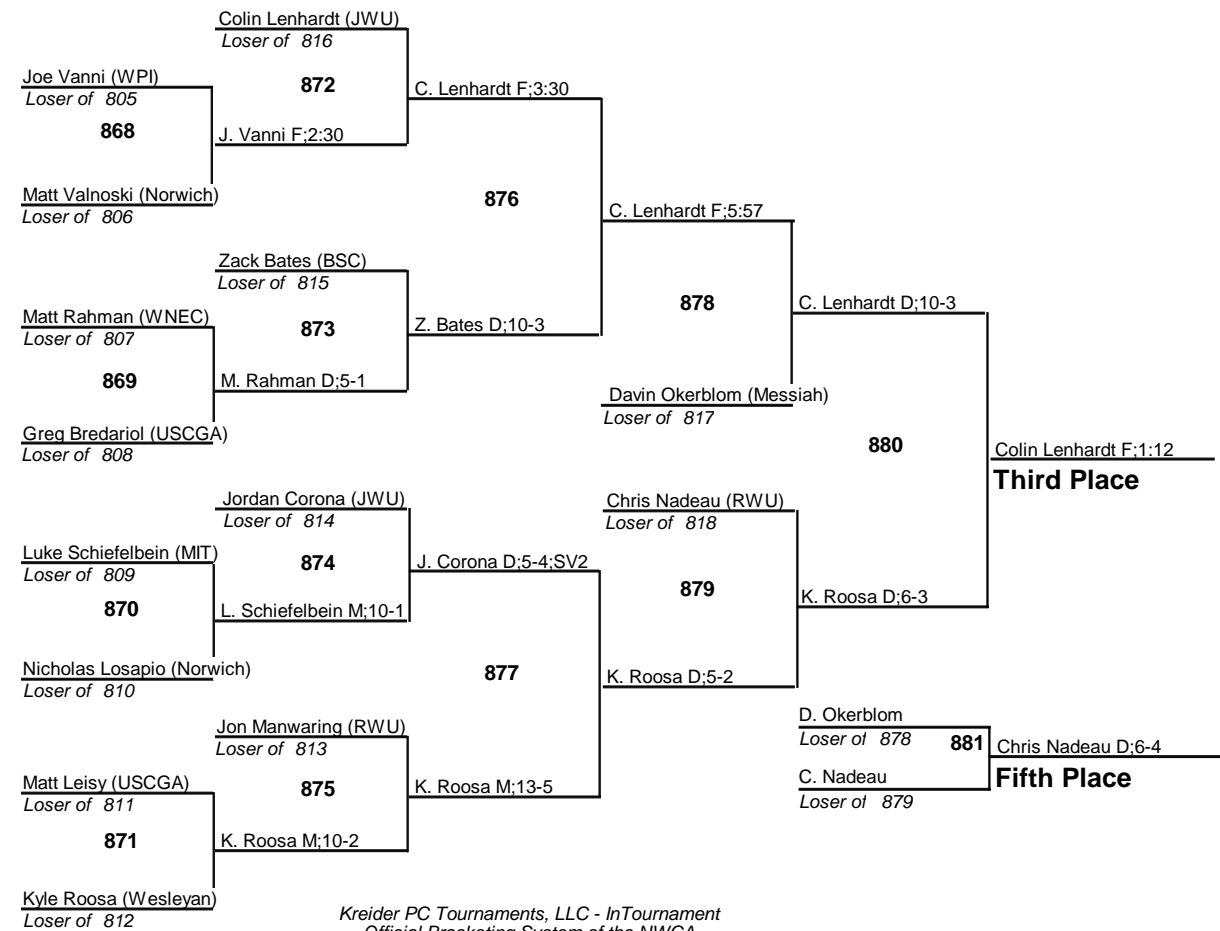 Colin Lenhardt (JWU)
Loser of 816
872
Joe Vanni (WPI)
Loser of 805
868
C. Lenhardt F;3:30
J. Vanni F;2:30
Matt Valnoski (Norwich)
Loser of 806
876
C. Lenhardt F;5:57
Zack Bates (BSC)
Loser of 815
873
Matt Rahman (WNEC)
Loser of 807
869
Z. Bates D;10-3
M. Rahman D;5-1
Greg Bredariol (USCGA)
Loser of 808
878
C. Lenhardt D;10-3
Davin Okerblom (Messiah)
Loser of 817
880
Colin Lenhardt F;1:12
Third Place
Jordan Corona (JWU)
Loser of 814
874
Luke Schiefelbein (MIT)
Loser of 809
870
J. Corona D;5-4;SV2
L. Schiefelbein M;10-1
Nicholas Losapio (Norwich)
Loser of 810
877
Chris Nadeau (RWU)
Loser of 818
879
K. Roosa D;6-3
K. Roosa D;5-2
Jon Manwaring (RWU)
Loser of 813
875
Matt Leisy (USCGA)
Loser of 811
871
K. Roosa M;13-5
K. Roosa M;10-2
Kyle Roosa (Wesleyan)
Loser of 812
D. Okerblom
Loser of 878
881
Chris Nadeau D;6-4
Fifth Place
C. Nadeau
Loser of 879
Kreider PC Tournaments, LLC - InTournament
Official Bracketing System of the NWCA